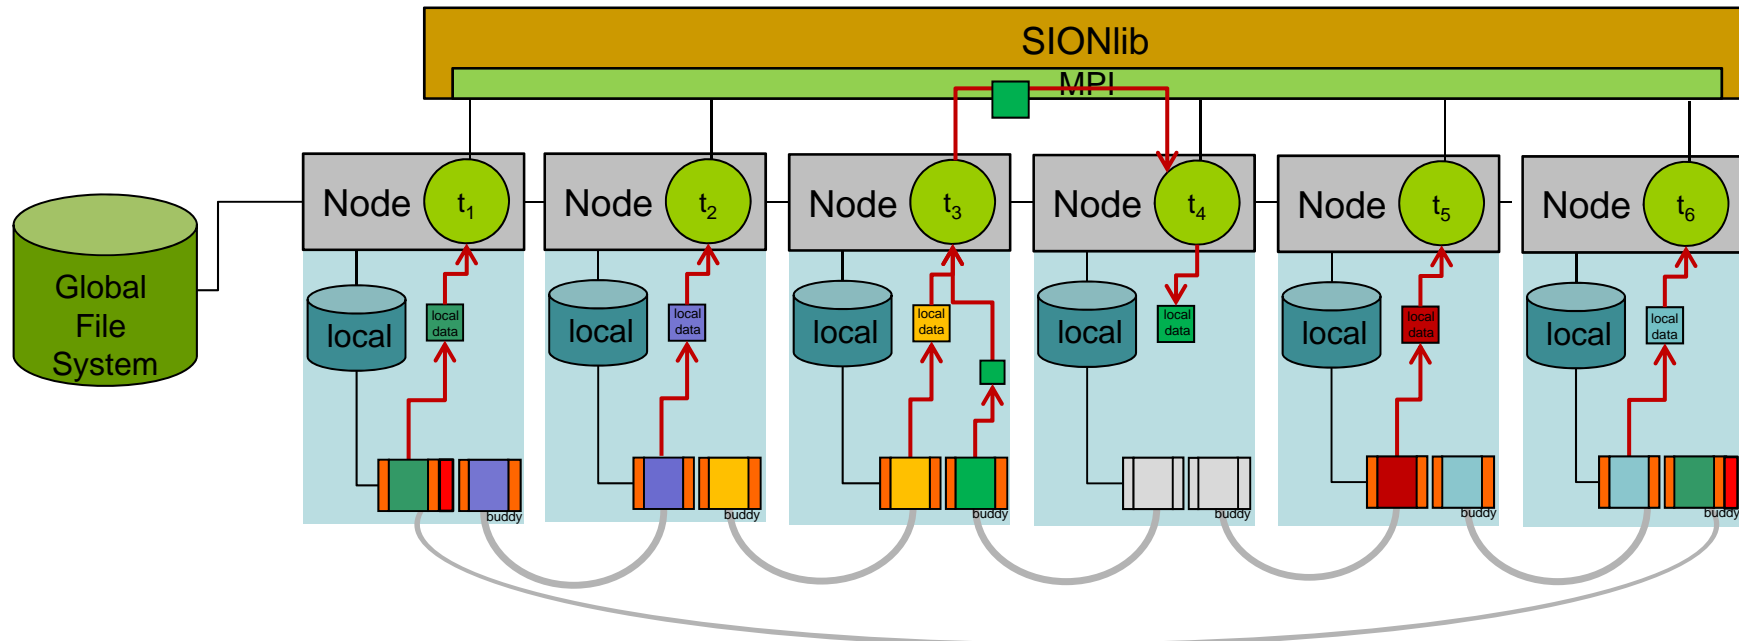 SIONlib
MPI
Node t1
Node t2
Node t3
Node t4
Node t5
Node t6
Global
File
System
local
local
data
local
local
data
local
local
data
local
local
data
local
local
data
local
local
data
buddy
buddy
buddy
buddy
buddy
buddy